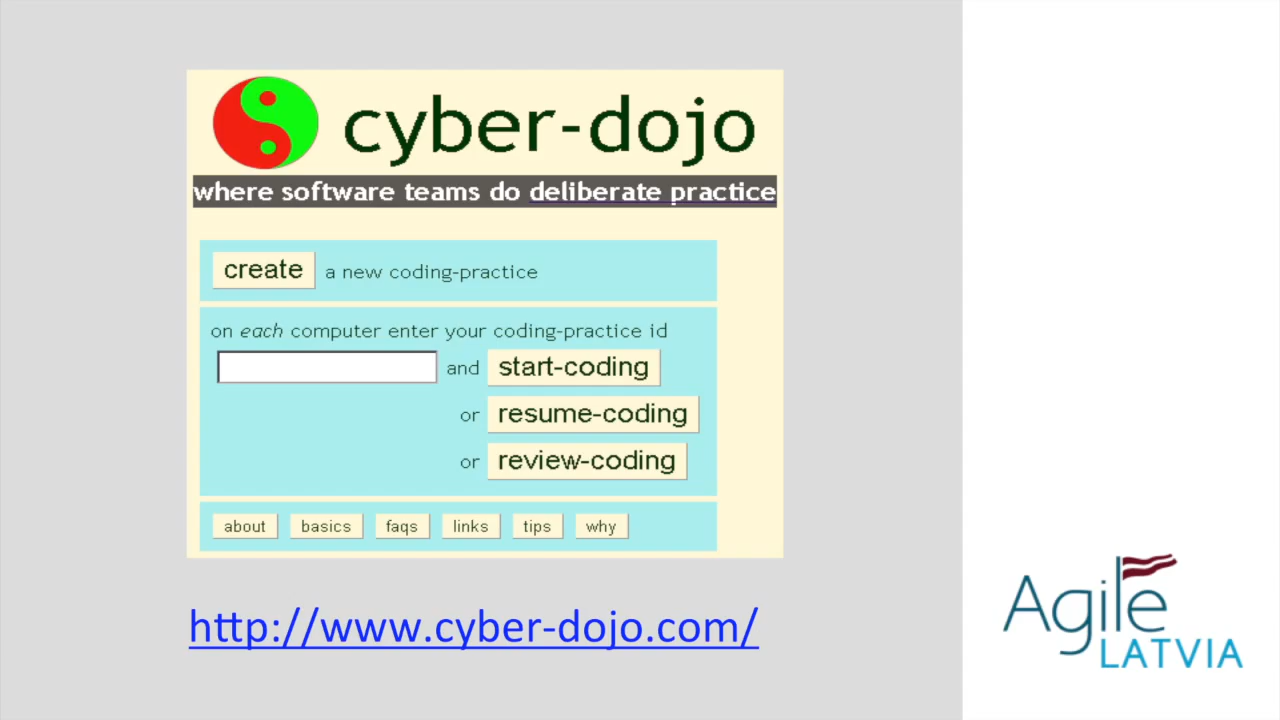 cyber-dojo
where software teams do deliberate practice
create a new coding-practice
on each computer enter your coding-practice id
and start-coding
or resume-coding
or review-coding
about basics faqs links tips why
http://www.cyber-dojo.com/
Agile
LATVIA